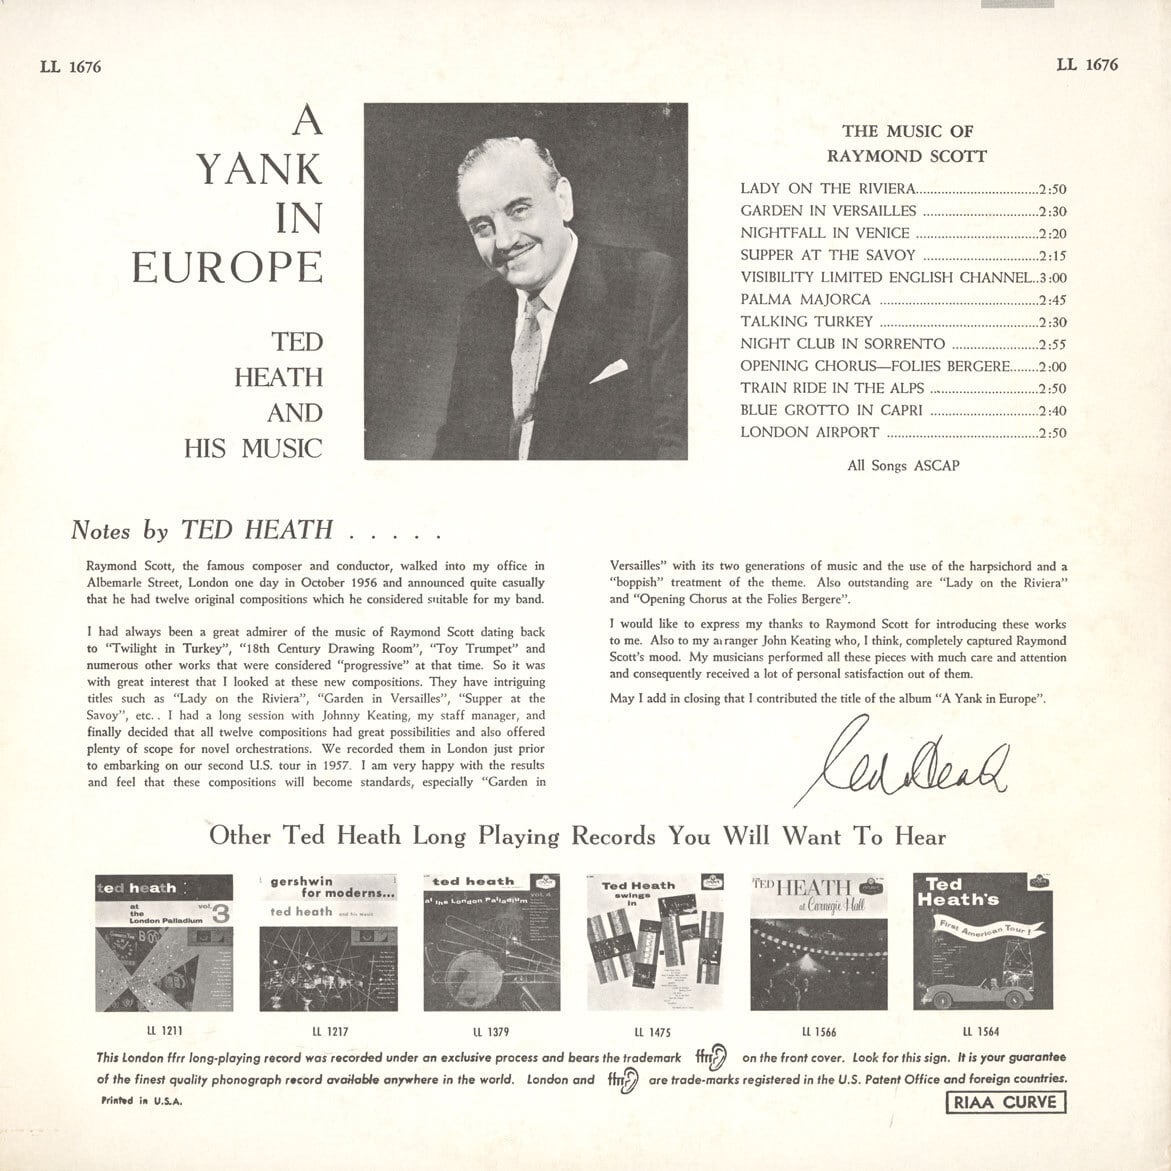 LL 1676
LL 1676
A
YANK
IN
EUROPE
TED
HEATH
AND
HIS MUSIC
THE MUSIC OF
RAYMOND SCOTT
LADY ON THE RIVIERA..............................2:50
GARDEN IN VERSAILLES ............................2:30
NIGHTFALL IN VENICE ..............................2:20
SUPPER AT THE SAVOY ............................2:15
VISIBILITY LIMITED ENGLISH CHANNEL..3:00
PALMA MAJORCA ......................................2:45
TALKING TURKEY ......................................2:30
NIGHT CLUB IN SORRENTO .....................2:55
OPENING CHORUS—FOLIES BERGERE.......2:00
TRAIN RIDE IN THE ALPS ..........................2:50
BLUE GROTTO IN CAPRI ..........................2:40
LONDON AIRPORT .....................................2:50
All Songs ASCAP
Notes by TED HEATH . . . . .
Raymond Scott, the famous composer and conductor, walked into my office in
Albemarle Street, London one day in October 1956 and announced quite casually
that he had twelve original compositions which he considered suitable for my band.
I had always been a great admirer of the music of Raymond Scott dating back
to “Twilight in Turkey”, “18th Century Drawing Room”, “Toy Trumpet” and
numerous other works that were considered “progressive” at that time. So it was
with great interest that I looked at these new compositions. They have intriguing
titles such as “Lady on the Riviera”, “Garden in Versailles”, “Supper at the
Savoy”, etc. . I had a long session with Johnny Keating, my staff manager, and
finally decided that all twelve compositions had great possibilities and also offered
plenty of scope for novel orchestrations. We recorded them in London just prior
to embarking on our second U.S. tour in 1957. I am very happy with the results
and feel that these compositions will become standards, especially “Garden in
Versailles” with its two generations of music and the use of the harpsichord and a
“boppish” treatment of the theme. Also outstanding are “Lady on the Riviera”
and “Opening Chorus at the Folies Bergere”.
I would like to express my thanks to Raymond Scott for introducing these works
to me. Also to my arranger John Keating who, I think, completely captured Raymond
Scott’s mood. My musicians performed all these pieces with much care and attention
and consequently received a lot of personal satisfaction out of them.
May I add in closing that I contributed the title of the album “A Yank in Europe”.
Ted Heath
Other Ted Heath Long Playing Records You Will Want To Hear
ted heath
at
the
London Palladium
vol. 3
gershwin
for moderns...
ted heath and his music
ted heath
at the London Palladium
vol. 4
Ted Heath
swings
in
TED HEATH
at Carnegie Hall
Ted
Heath's
First American Tour!
LL 1211
LL 1217
LL 1379
LL 1475
LL 1566
LL 1564
This London ffrr long-playing record was recorded under an exclusive process and bears the trademark ffrr on the front cover. Look for this sign. It is your guarantee
of the finest quality phonograph record available anywhere in the world. London and ffrr are trade-marks registered in the U.S. Patent Office and foreign countries.
Printed in U.S.A.
RIAA CURVE